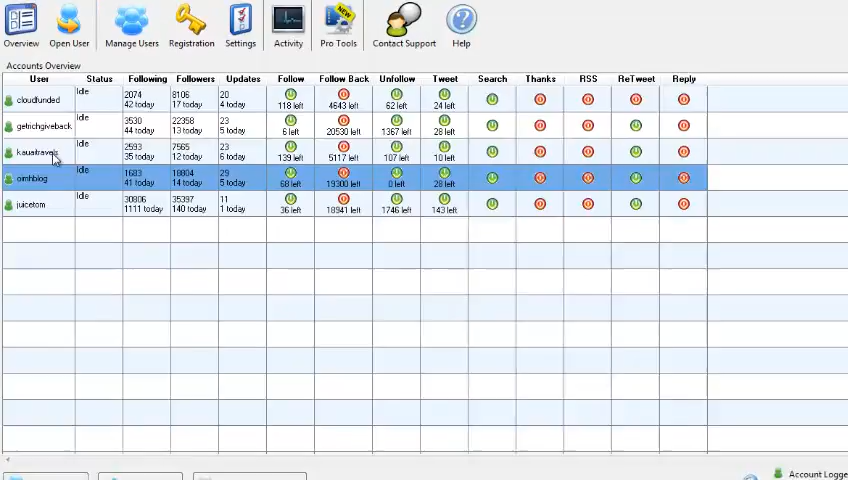 Overview Open User Manage Users Registration Settings Activity Pro Tools Contact Support Help
NEW
Accounts Overview
User Status Following Followers Updates Follow Follow Back Unfollow Tweet Search Thanks RSS ReTweet Reply
cloudfunded Idle 2074 8106 20
42 today 17 today 4 today 118 left 4643 left 62 left 24 left
getrichgiveback Idle 3530 22358 23
44 today 13 today 5 today 6 left 20530 left 1367 left 28 left
kauaitravels Idle 2593 7565 23
35 today 12 today 6 today 139 left 5117 left 107 left 10 left
oimhblog Idle 1683 18804 29
41 today 14 today 5 today 68 left 19300 left 0 left 28 left
juicetom Idle 30806 35397 11
1111 today 140 today 1 today 36 left 18941 left 1746 left 143 left
Account Logge